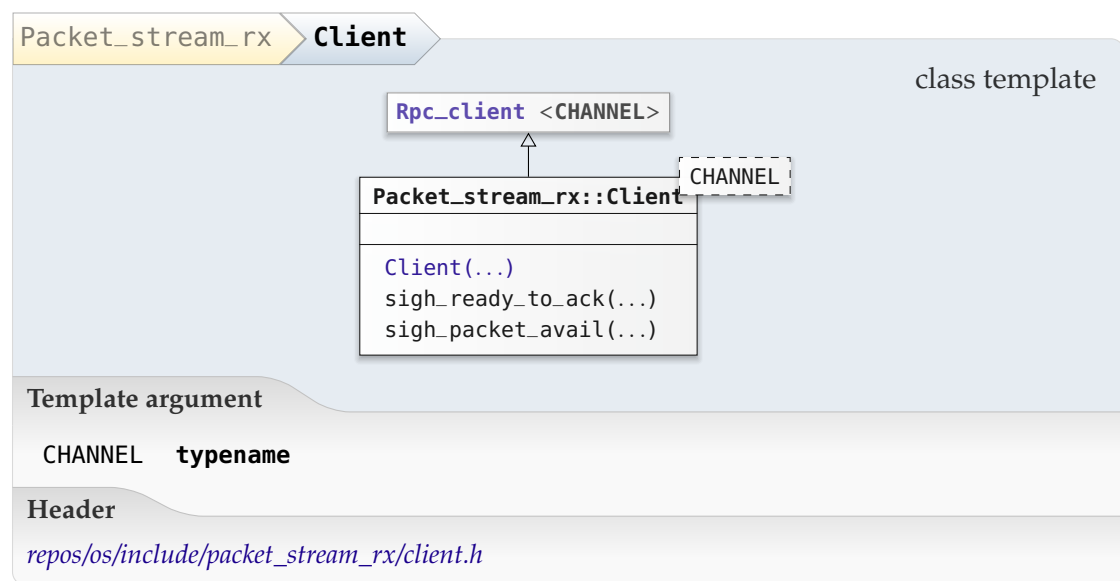 Packet_stream_rx Client
class template
Rpc_client <CHANNEL>
CHANNEL
Packet_stream_rx::Client
Client(...)
sigh_ready_to_ack(...)
sigh_packet_avail(...)
Template argument
CHANNEL typename
Header
repos/os/include/packet_stream_rx/client.h